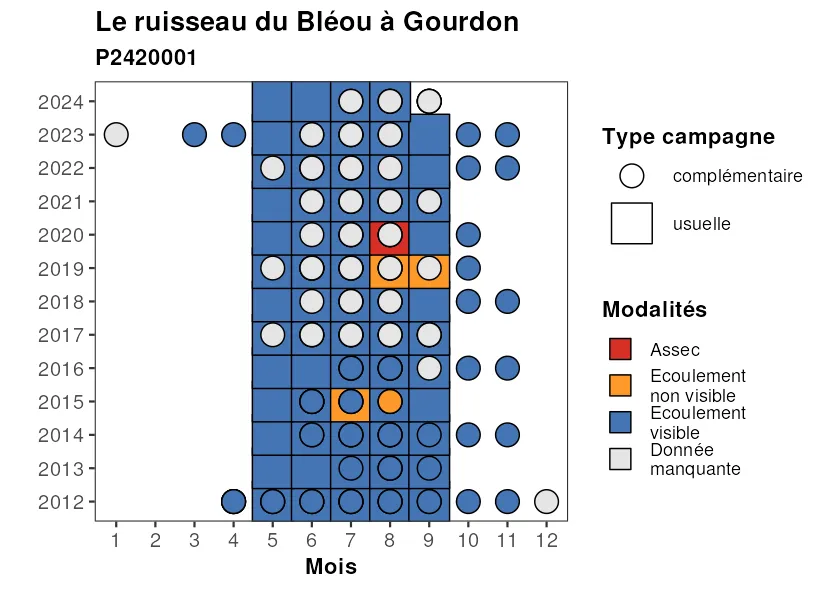 Le ruisseau du Bléou à Gourdon
P2420001
2024
2023
2022
2021
2020
2019
2018
2017
2016
2015
2014
2013
2012
1 2 3 4 5 6 7 8 9 10 11 12
Mois
Type campagne
complémentaire
usuelle
Modalités
Assec
Ecoulement
non visible
Ecoulement
visible
Donnée
manquante